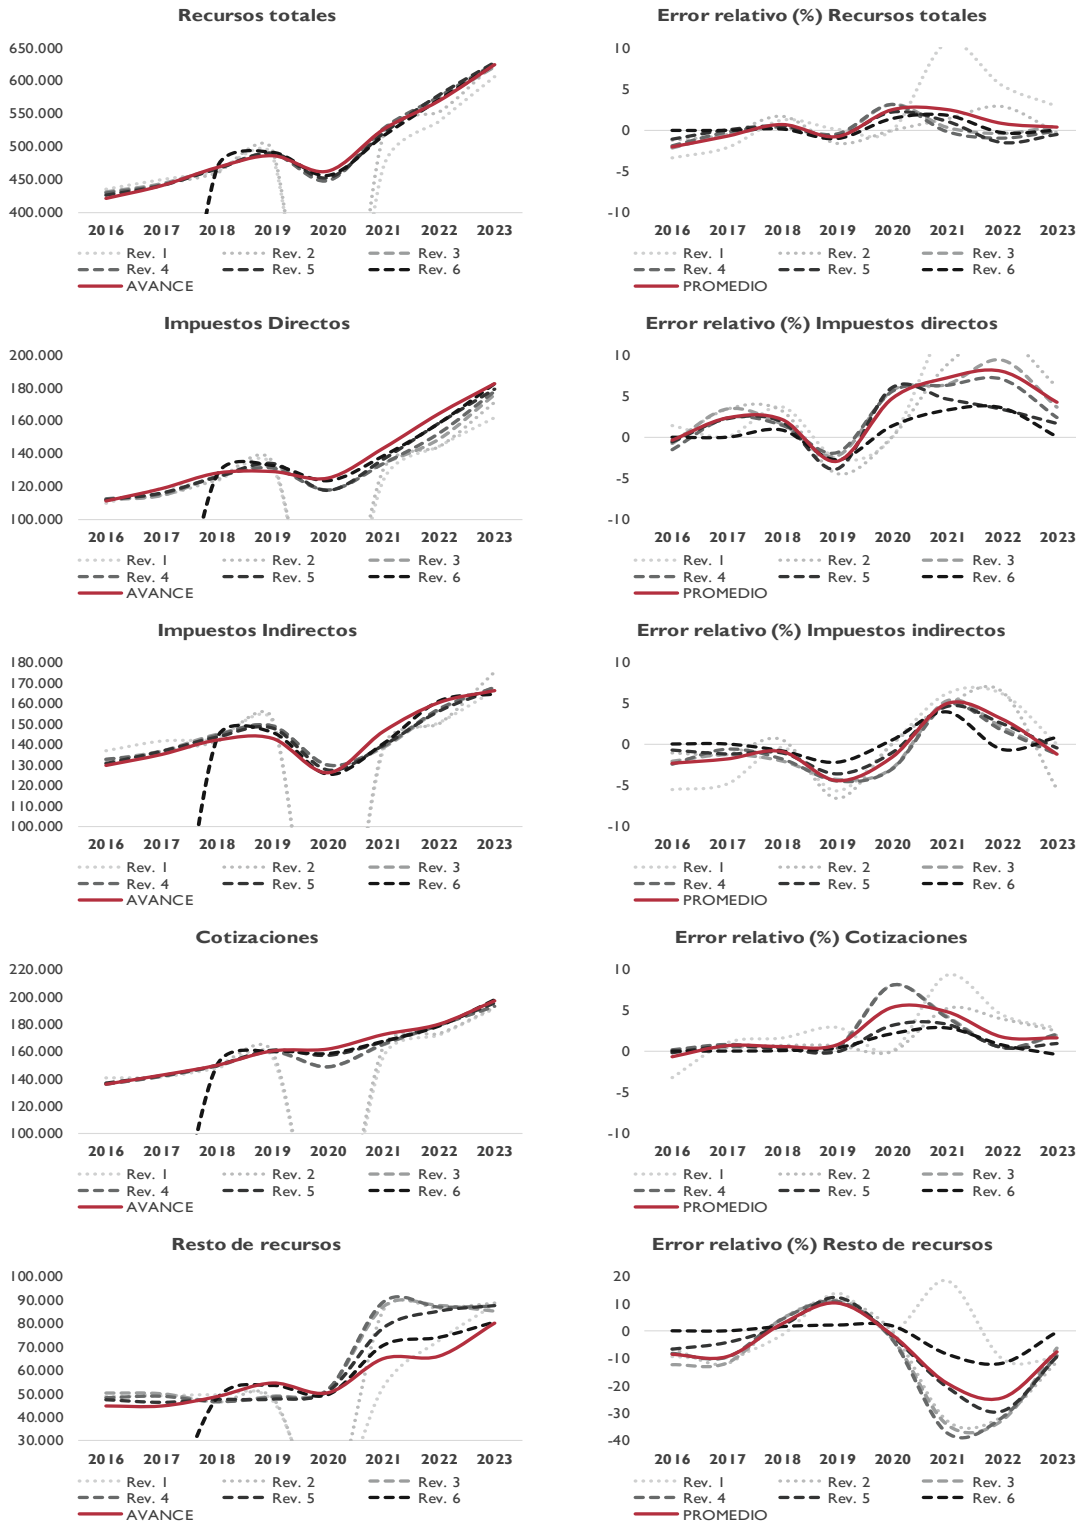 Recursos totales
650.000
600.000
550.000
500.000
450.000
400.000
2016 2017 2018 2019 2020 2021 2022 2023
Rev. 1 Rev. 2 Rev. 3
Rev. 4 Rev. 5 Rev. 6
AVANCE
Error relativo (%) Recursos totales
10
5
0
-5
-10
2016 2017 2018 2019 2020 2021 2022 2023
Rev. 1 Rev. 2 Rev. 3
Rev. 4 Rev. 5 Rev. 6
PROMEDIO
Impuestos Directos
200.000
180.000
160.000
140.000
120.000
100.000
2016 2017 2018 2019 2020 2021 2022 2023
Rev. 1 Rev. 2 Rev. 3
Rev. 4 Rev. 5 Rev. 6
AVANCE
Error relativo (%) Impuestos directos
10
5
0
-5
-10
2016 2017 2018 2019 2020 2021 2022 2023
Rev. 1 Rev. 2 Rev. 3
Rev. 4 Rev. 5 Rev. 6
PROMEDIO
Impuestos Indirectos
180.000
170.000
160.000
150.000
140.000
130.000
120.000
110.000
100.000
2016 2017 2018 2019 2020 2021 2022 2023
Rev. 1 Rev. 2 Rev. 3
Rev. 4 Rev. 5 Rev. 6
AVANCE
Error relativo (%) Impuestos indirectos
10
5
0
-5
-10
2016 2017 2018 2019 2020 2021 2022 2023
Rev. 1 Rev. 2 Rev. 3
Rev. 4 Rev. 5 Rev. 6
PROMEDIO
Cotizaciones
220.000
200.000
180.000
160.000
140.000
120.000
100.000
2016 2017 2018 2019 2020 2021 2022 2023
Rev. 1 Rev. 2 Rev. 3
Rev. 4 Rev. 5 Rev. 6
AVANCE
Error relativo (%) Cotizaciones
10
5
0
-5
-10
2016 2017 2018 2019 2020 2021 2022 2023
Rev. 1 Rev. 2 Rev. 3
Rev. 4 Rev. 5 Rev. 6
PROMEDIO
Resto de recursos
100.000
90.000
80.000
70.000
60.000
50.000
40.000
30.000
2016 2017 2018 2019 2020 2021 2022 2023
Rev. 1 Rev. 2 Rev. 3
Rev. 4 Rev. 5 Rev. 6
AVANCE
Error relativo (%) Resto de recursos
20
10
0
-10
-20
-30
-40
2016 2017 2018 2019 2020 2021 2022 2023
Rev. 1 Rev. 2 Rev. 3
Rev. 4 Rev. 5 Rev. 6
PROMEDIO